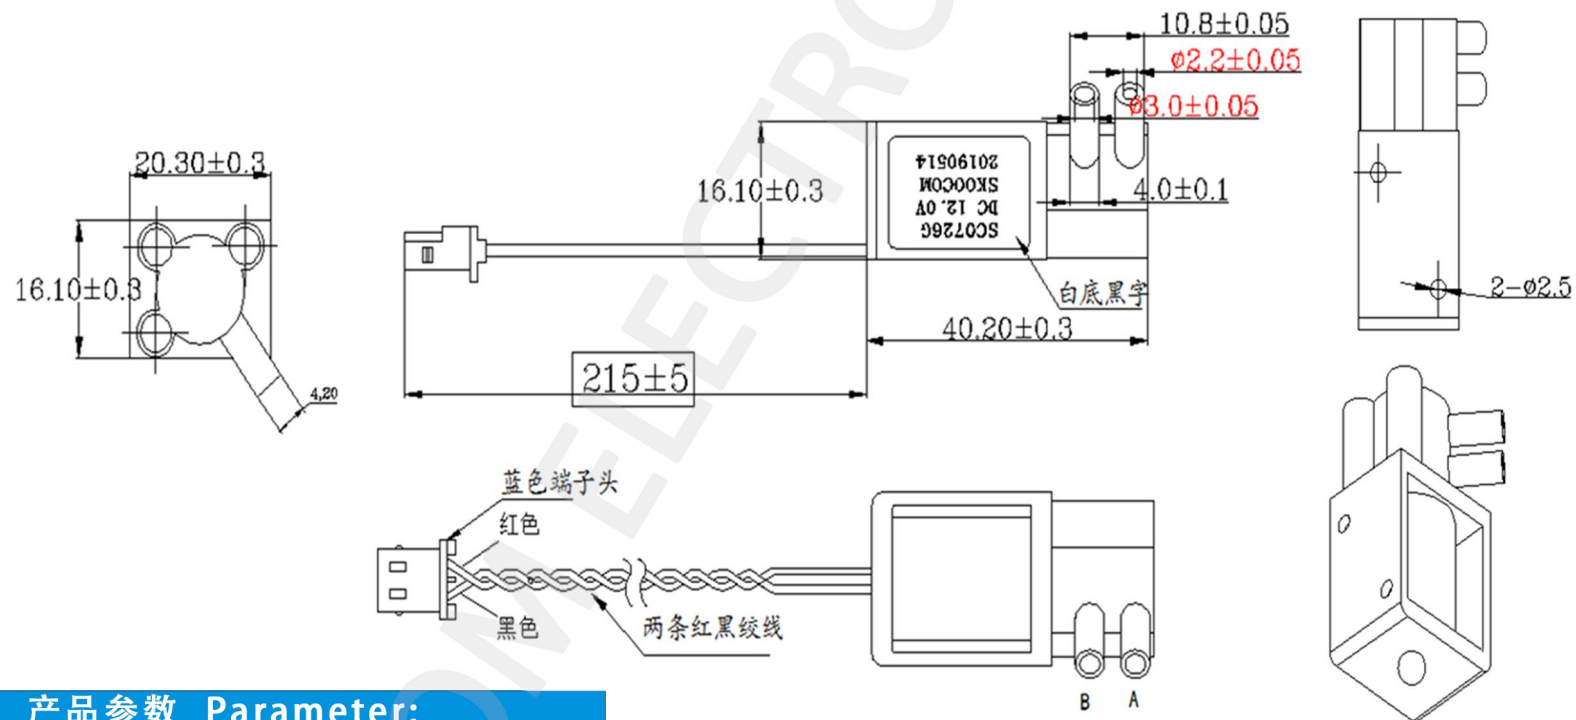 10.8±0.05
ø2.2±0.05
ø3.0±0.05
20.30±0.3
16.10±0.3
4.20
16.10±0.3
SC0726G
DC 12.0V
SKOOCOM
20190514
4.0±0.1
白底黑字
40.20±0.3
215±5
2-ø2.5
蓝色端子头
红色
黑色
两条红黑绞线
B A
OM ELECTRO
产品参数 Parameter: